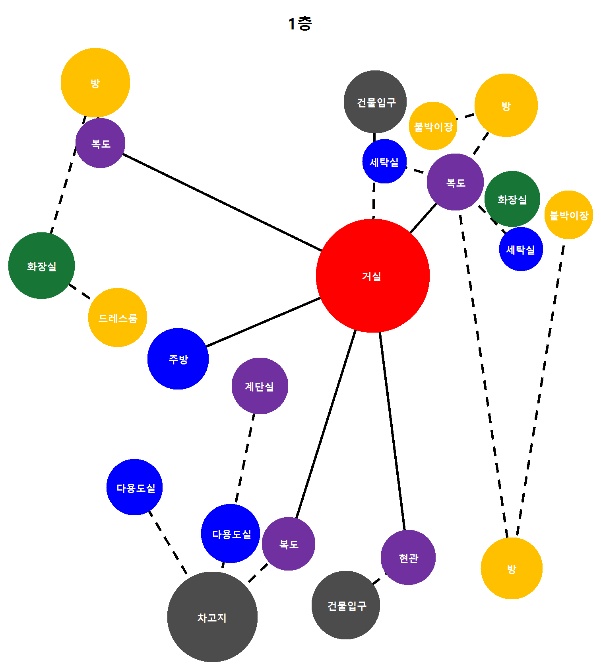 1층
방
건물입구
방
붙박이장
복도
세탁실
복도
화장실
붙박이장
세탁실
화장실
거실
드레스룸
주방
계단실
다용도실
다용도실
복도
현관
방
건물입구
차고지